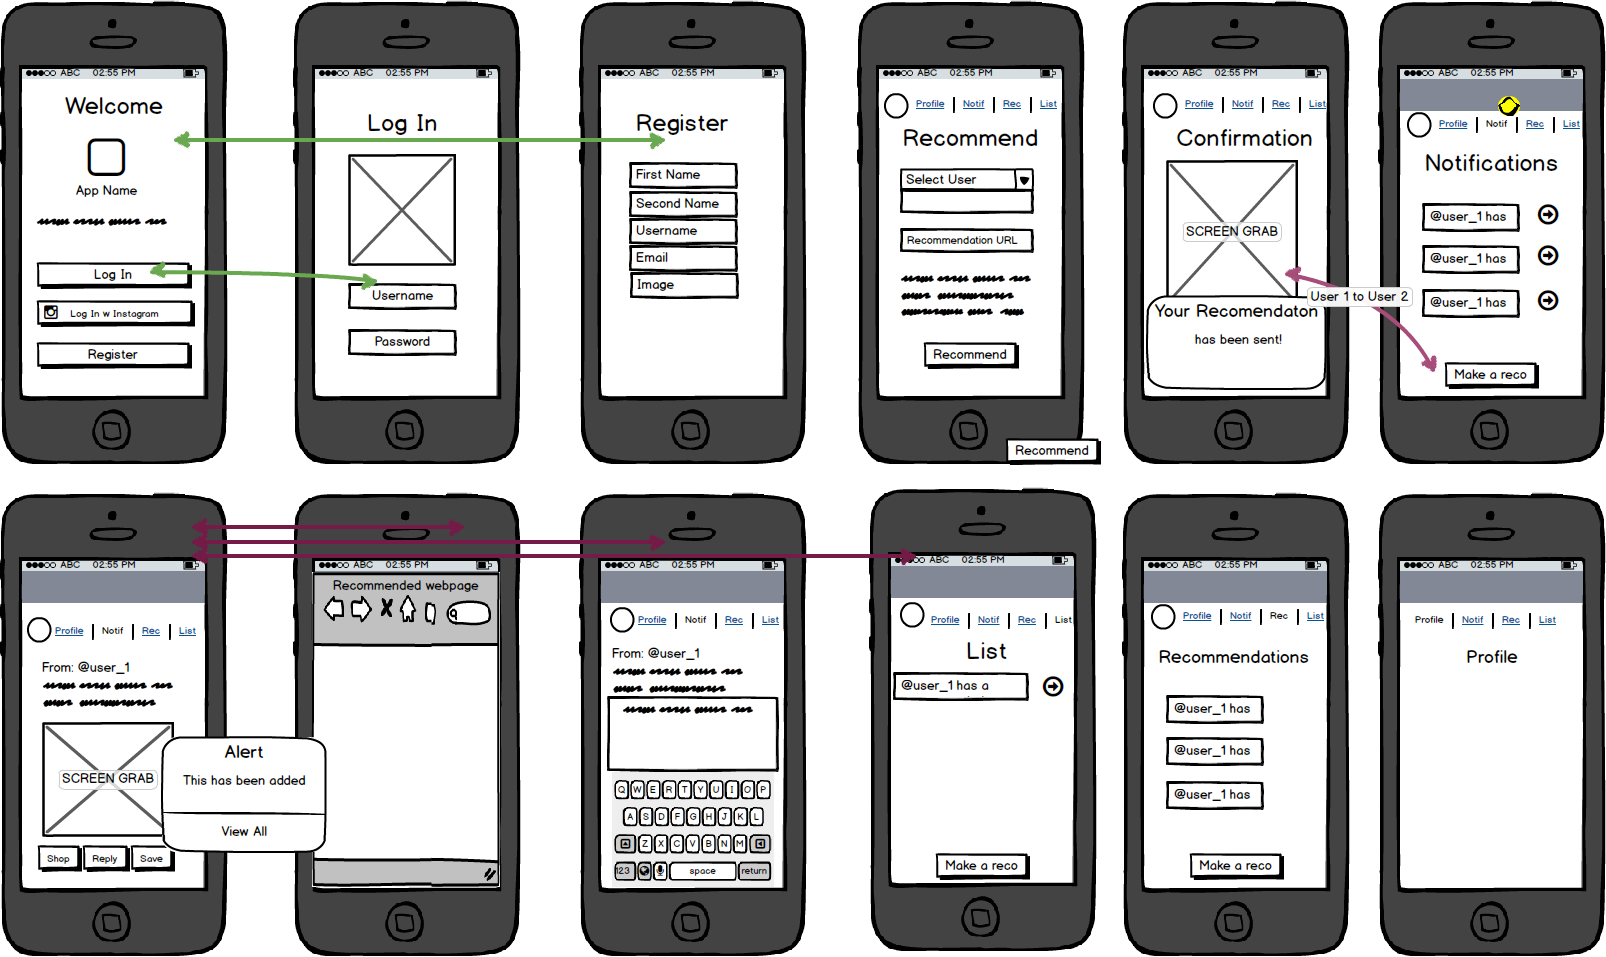 ABC 02:55 PM
Welcome
App Name
Log In
Log In w Instagram
Register
ABC 02:55 PM
Log In
Username
Password
ABC 02:55 PM
Register
First Name
Second Name
Username
Email
Image
ABC 02:55 PM
Profile Notif Rec List
Recommend
Select User
Recommendation URL
Recommend
Recommend
ABC 02:55 PM
Profile Notif Rec List
Confirmation
SCREEN GRAB
Your Recomendaton
has been sent!
User 1 to User 2
ABC 02:55 PM
Profile Notif Rec List
Notifications
@user_1 has
@user_1 has
@user_1 has
Make a reco
ABC 02:55 PM
Profile Notif Rec List
From: @user_1
SCREEN GRAB
Shop Reply Save
Alert
This has been added
View All
ABC 02:55 PM
Recommended webpage
ABC 02:55 PM
Profile Notif Rec List
From: @user_1
Q W E R T Y U I O P
A S D F G H J K L
Z X C V B N M
123 space return
ABC 02:55 PM
Profile Notif Rec List
List
@user_1 has a
Make a reco
ABC 02:55 PM
Profile Notif Rec List
Recommendations
@user_1 has
@user_1 has
@user_1 has
Make a reco
ABC 02:55 PM
Profile Notif Rec List
Profile